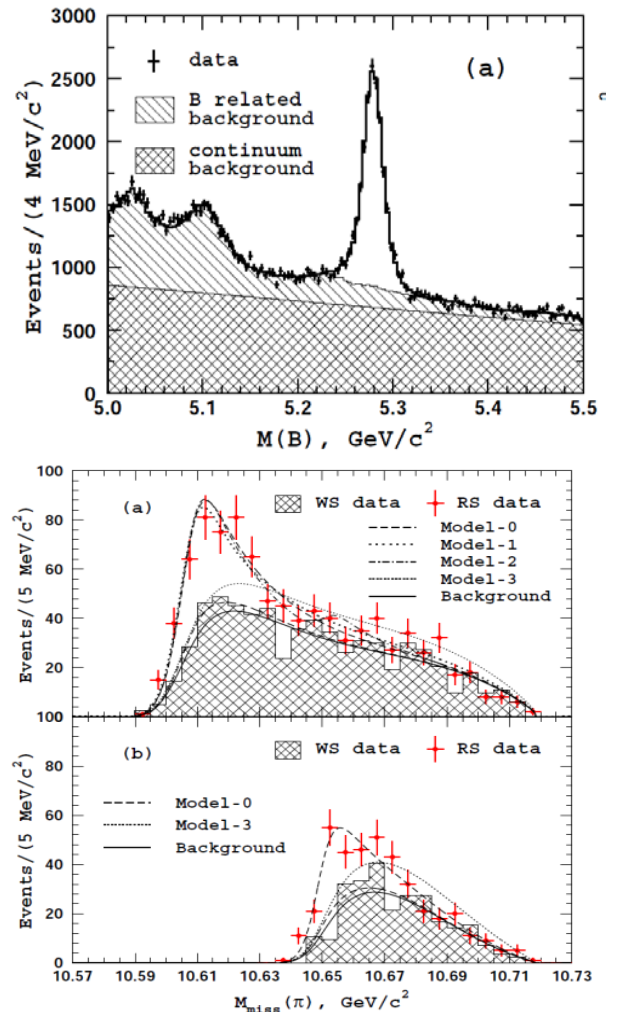 3000
2500
2000
1500
1000
500
0
Events/(4 MeV/c²)
data
(a)
B related
background
continuum
background
5.0 5.1 5.2 5.3 5.4 5.5
M(B), GeV/c²
100
80
60
40
20
Events/(5 MeV/c²)
(a)
WS data RS data
Model-0
Model-1
Model-2
Model-3
Background
100
80
60
40
20
0
Events/(5 MeV/c²)
(b)
WS data RS data
Model-0
Model-3
Background
10.57 10.59 10.61 10.63 10.65 10.67 10.69 10.71 10.73
M_miss(π), GeV/c²